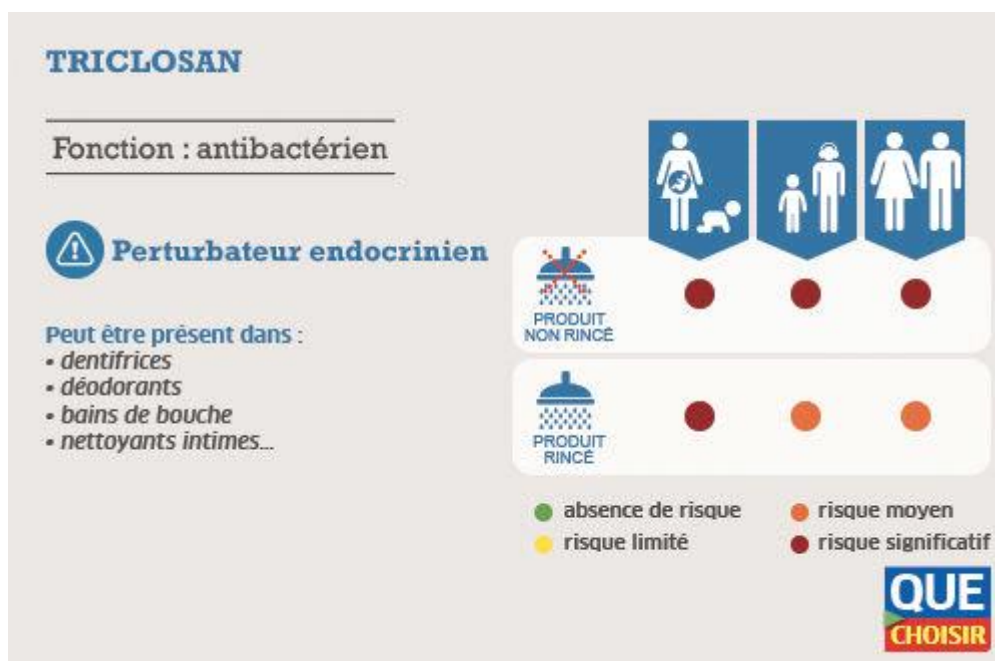 TRICLOSAN
Fonction : antibactérien
Perturbateur endocrinien
Peut être présent dans :
• dentifrices
• déodorants
• bains de bouche
• nettoyants intimes...
PRODUIT
NON RINCÉ
PRODUIT
RINCÉ
absence de risque
risque moyen
risque limité
risque significatif
QUE
CHOISIR